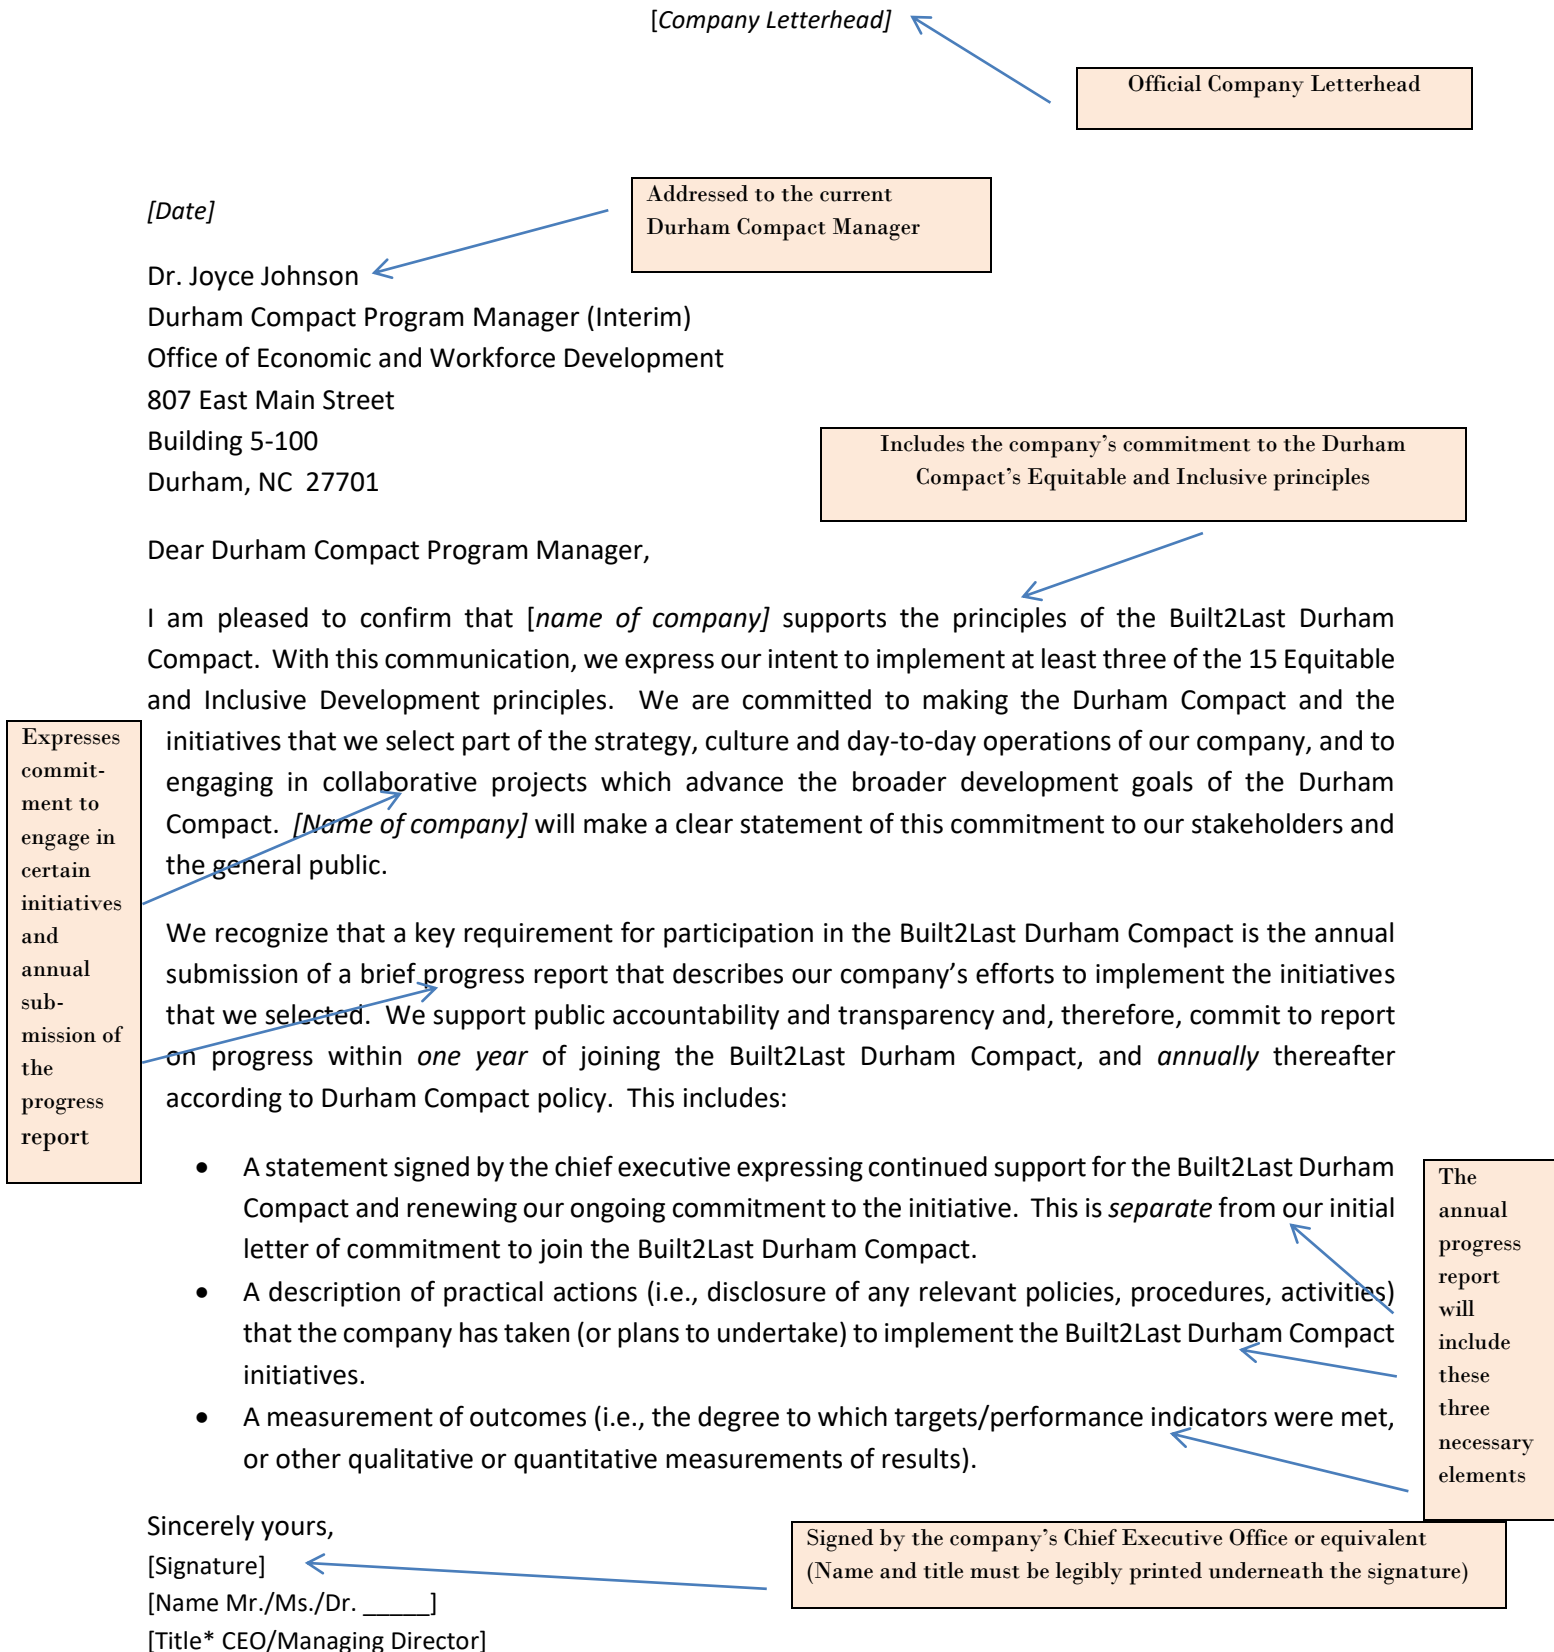 [Company Letterhead]
Official Company Letterhead
[Date]
Addressed to the current
Durham Compact Manager
Dr. Joyce Johnson
Durham Compact Program Manager (Interim)
Office of Economic and Workforce Development
807 East Main Street
Building 5-100
Durham, NC  27701
Includes the company’s commitment to the Durham
Compact’s Equitable and Inclusive principles
Dear Durham Compact Program Manager,
I am pleased to confirm that [name of company] supports the principles of the Built2Last Durham
Compact.  With this communication, we express our intent to implement at least three of the 15 Equitable
and Inclusive Development principles.  We are committed to making the Durham Compact and the
initiatives that we select part of the strategy, culture and day-to-day operations of our company, and to
engaging in collaborative projects which advance the broader development goals of the Durham
Compact.  [Name of company] will make a clear statement of this commitment to our stakeholders and
the general public.
Expresses
commit-
ment to
engage in
certain
initiatives
and
annual
sub-
mission of
the
progress
report
We recognize that a key requirement for participation in the Built2Last Durham Compact is the annual
submission of a brief progress report that describes our company’s efforts to implement the initiatives
that we selected.  We support public accountability and transparency and, therefore, commit to report
on progress within one year of joining the Built2Last Durham Compact, and annually thereafter
according to Durham Compact policy.  This includes:
• A statement signed by the chief executive expressing continued support for the Built2Last Durham
Compact and renewing our ongoing commitment to the initiative.  This is separate from our initial
letter of commitment to join the Built2Last Durham Compact.
• A description of practical actions (i.e., disclosure of any relevant policies, procedures, activities)
that the company has taken (or plans to undertake) to implement the Built2Last Durham Compact
initiatives.
• A measurement of outcomes (i.e., the degree to which targets/performance indicators were met,
or other qualitative or quantitative measurements of results).
The
annual
progress
report
will
include
these
three
necessary
elements
Sincerely yours,
[Signature]
[Name Mr./Ms./Dr. _____]
[Title* CEO/Managing Director]
Signed by the company’s Chief Executive Office or equivalent
(Name and title must be legibly printed underneath the signature)